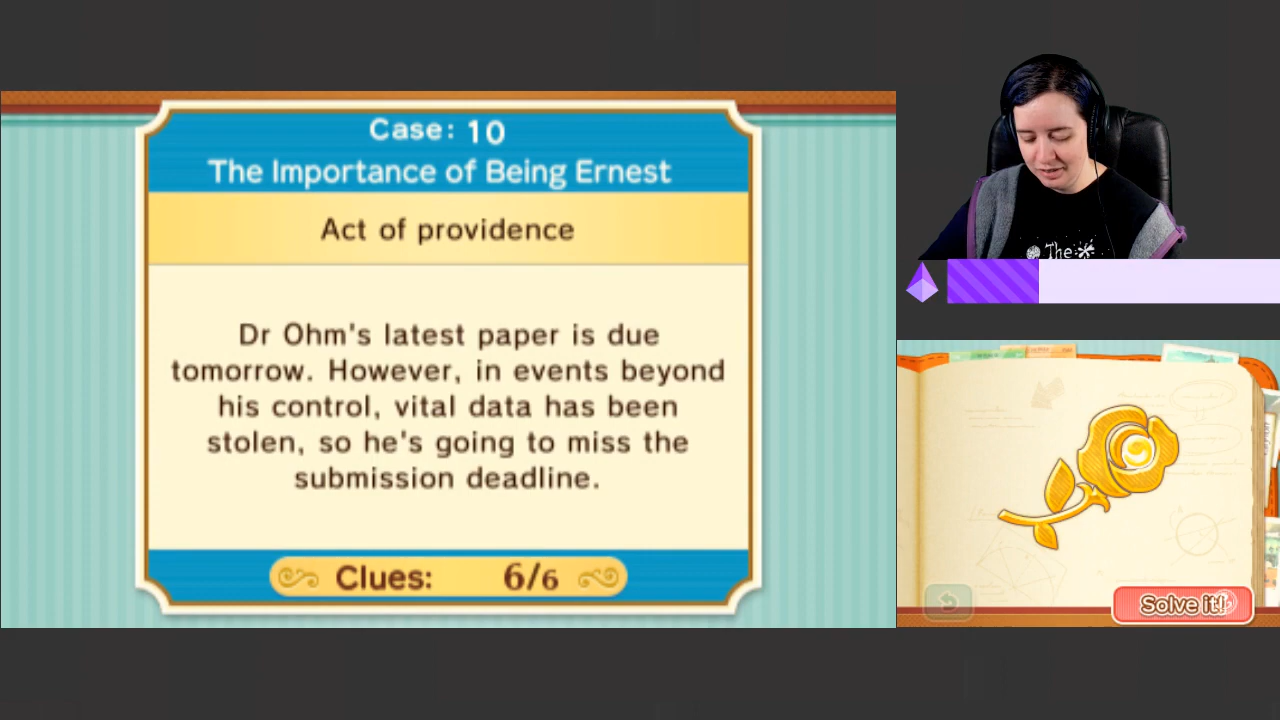 Case: 10
The Importance of Being Ernest
Act of providence
Dr Ohm's latest paper is due
tomorrow. However, in events beyond
his control, vital data has been
stolen, so he's going to miss the
submission deadline.
Clues: 6/6
The
Solve it!